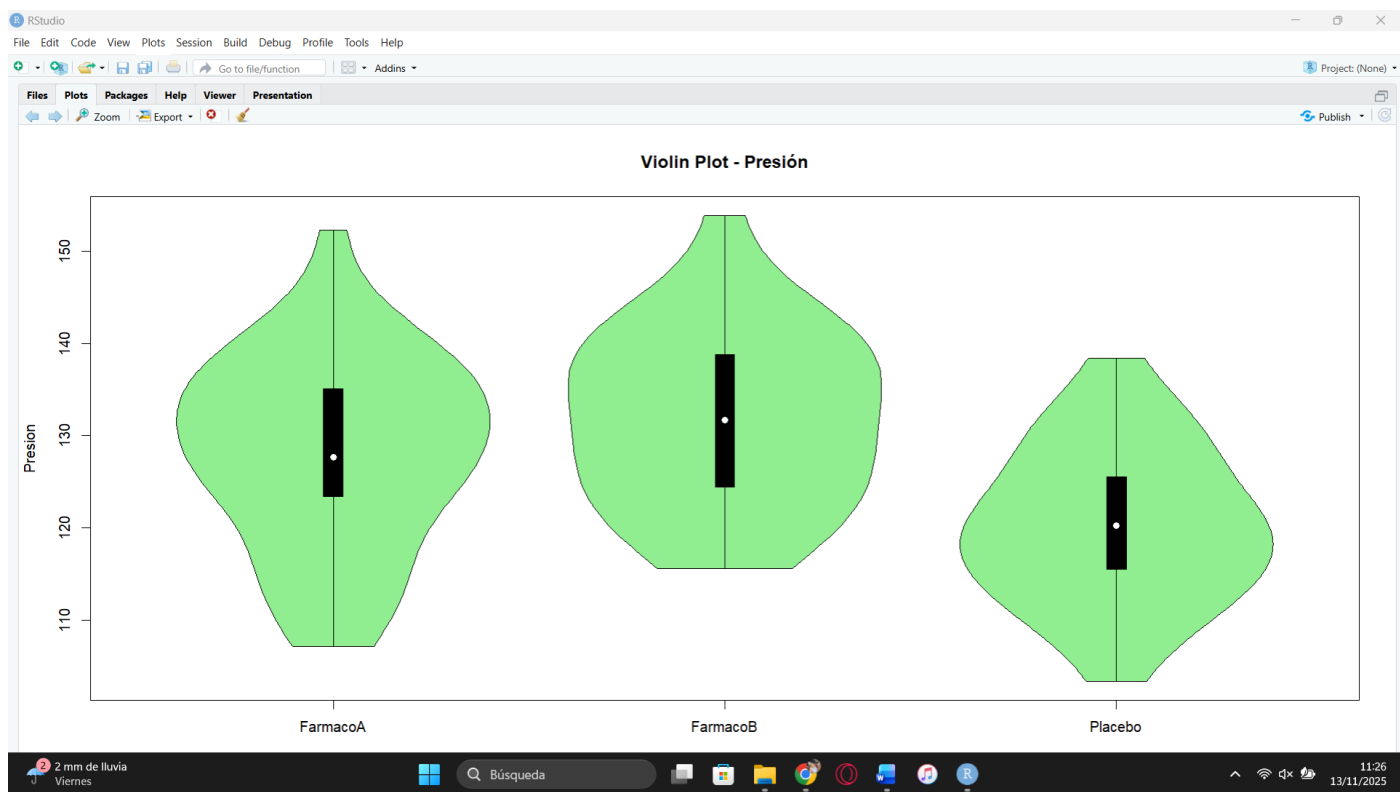 RStudio
File Edit Code View Plots Session Build Debug Profile Tools Help
Go to file/function Addins Project: (None)
Files Plots Packages Help Viewer Presentation
Zoom Export Publish
Violin Plot - Presión
Presion
150
140
130
120
110
FarmacoA FarmacoB Placebo
2 2 mm de lluvia
Viernes
Búsqueda
11:26
13/11/2025